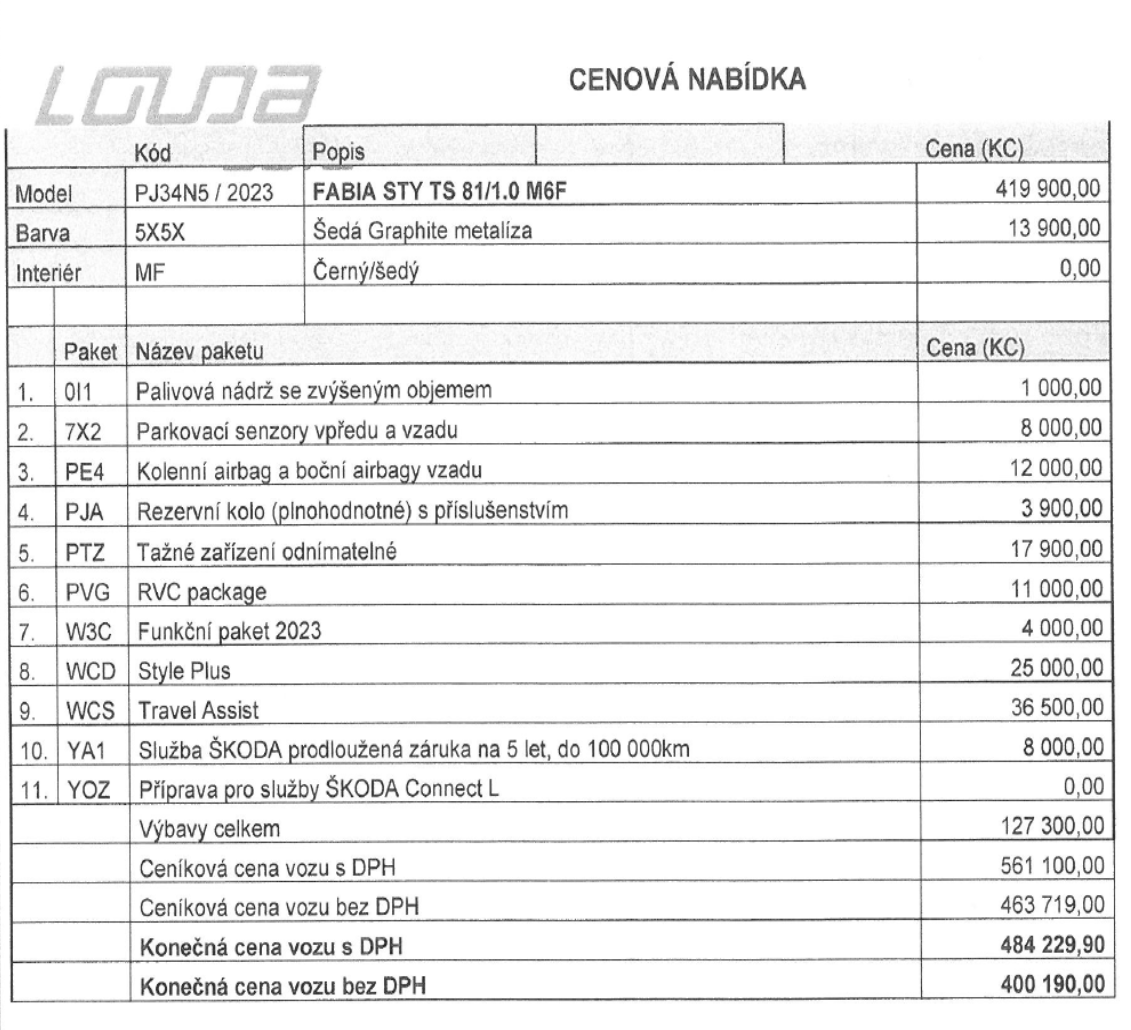 LOUDA
CENOVÁ NABÍDKA
Kód Popis Cena (KC)
Model PJ34N5 / 2023 FABIA STY TS 81/1.0 M6F 419 900,00
Barva 5X5X Šedá Graphite metalíza 13 900,00
Interiér MF Černý/šedý 0,00
Paket Název paketu Cena (KC)
1. 0I1 Palivová nádrž se zvýšeným objemem 1 000,00
2. 7X2 Parkovací senzory vpředu a vzadu 8 000,00
3. PE4 Kolenní airbag a boční airbagy vzadu 12 000,00
4. PJA Rezervní kolo (plnohodnotné) s příslušenstvím 3 900,00
5. PTZ Tažné zařízení odnímatelné 17 900,00
6. PVG RVC package 11 000,00
7. W3C Funkční paket 2023 4 000,00
8. WCD Style Plus 25 000,00
9. WCS Travel Assist 36 500,00
10. YA1 Služba ŠKODA prodloužená záruka na 5 let, do 100 000km 8 000,00
11. YOZ Příprava pro služby ŠKODA Connect L 0,00
Výbavy celkem 127 300,00
Ceníková cena vozu s DPH 561 100,00
Ceníková cena vozu bez DPH 463 719,00
Konečná cena vozu s DPH 484 229,90
Konečná cena vozu bez DPH 400 190,00